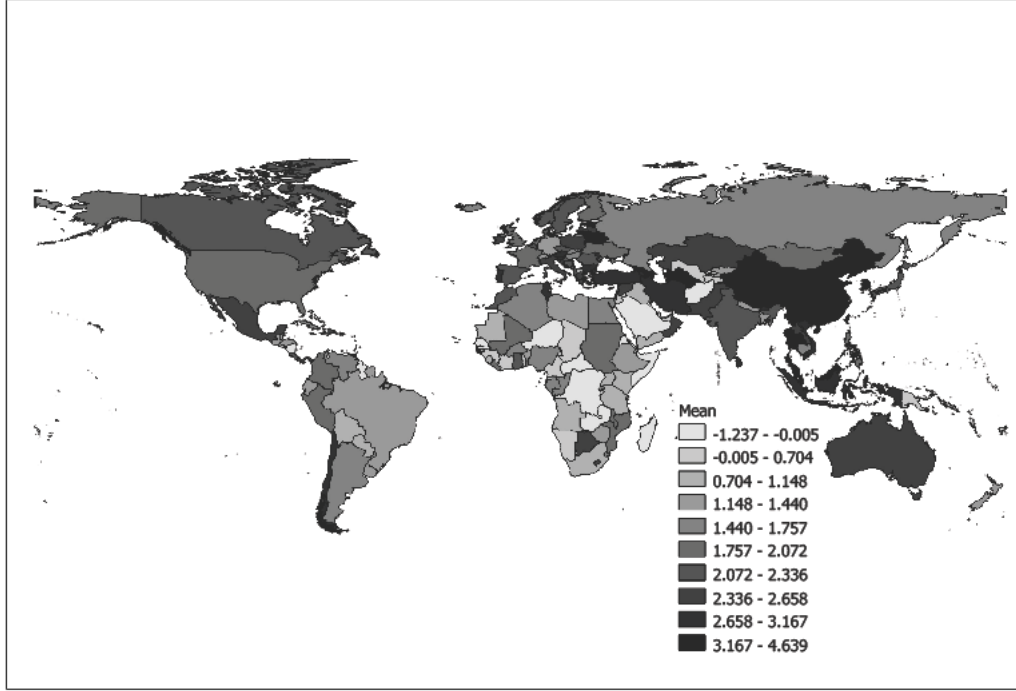 Mean
-1.237 - -0.005
-0.005 - 0.704
0.704 - 1.148
1.148 - 1.440
1.440 - 1.757
1.757 - 2.072
2.072 - 2.336
2.336 - 2.658
2.658 - 3.167
3.167 - 4.639